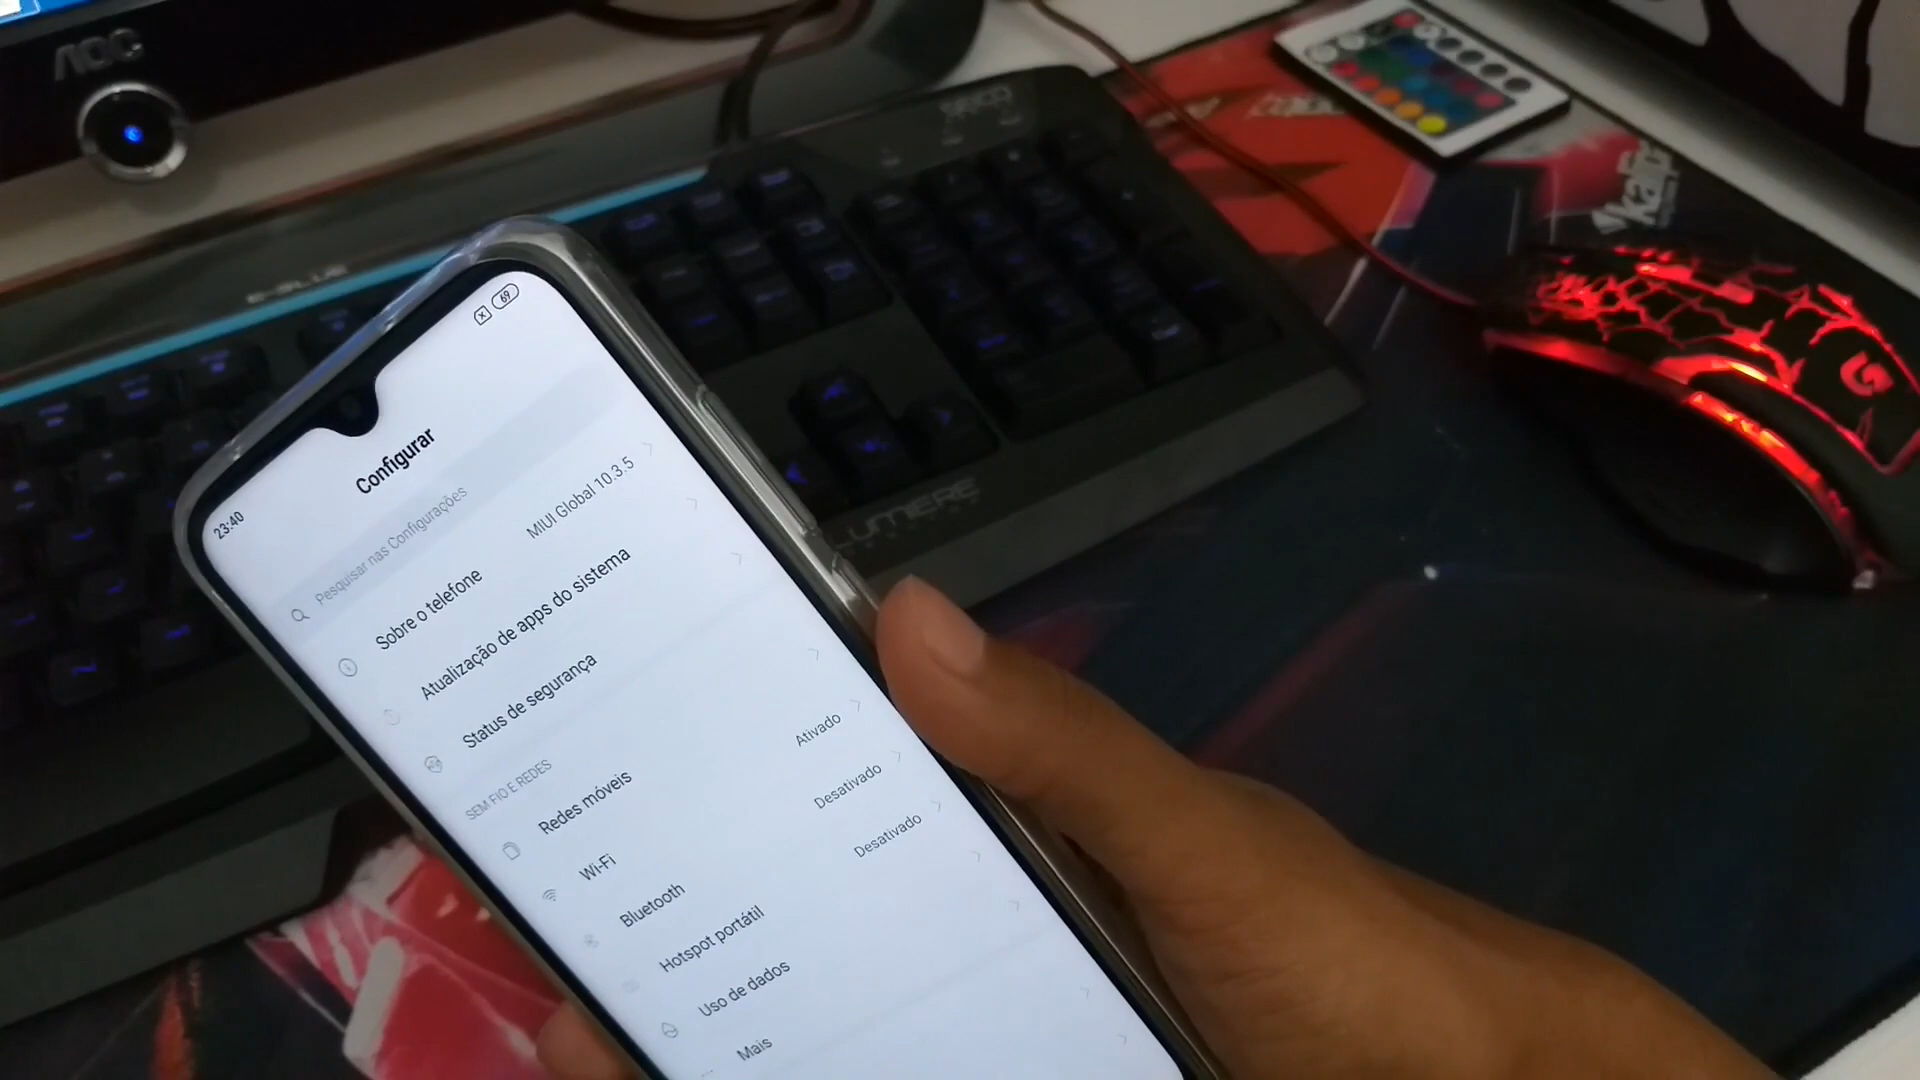 AOC
E-BLUE
LUMIERE
69
23:40
Configurar
Pesquisar nas Configurações
Sobre o telefone MIUI Global 10.3.5
Atualização de apps do sistema
Status de segurança
SEM FIO E REDES
Redes móveis
Wi-Fi Ativado
Bluetooth Desativado
Hotspot portátil Desativado
Uso de dados
Mais